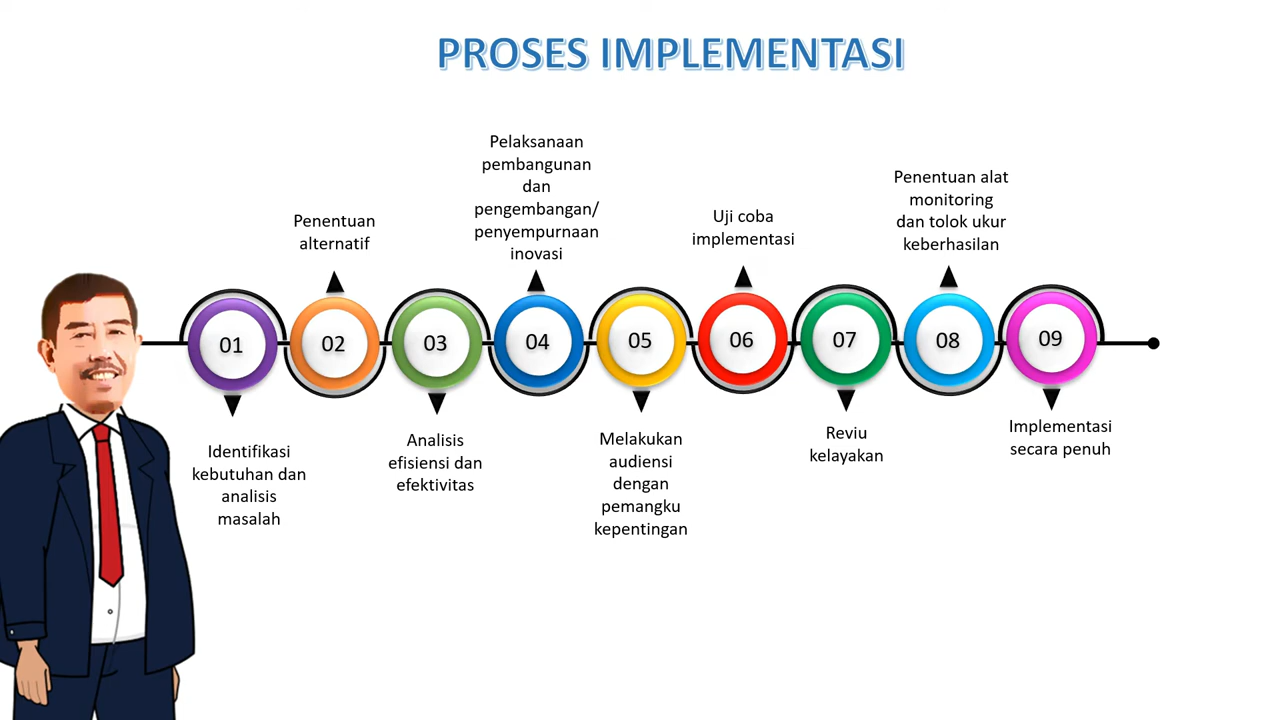 PROSES IMPLEMENTASI
01
Identifikasi
kebutuhan dan
analisis
masalah
02
Penentuan
alternatif
03
Analisis
efisiensi dan
efektivitas
04
Pelaksanaan
pembangunan
dan
pengembangan/
penyempurnaan
inovasi
05
Melakukan
audiensi
dengan
pemangku
kepentingan
06
Uji coba
implementasi
07
Reviu
kelayakan
08
Penentuan alat
monitoring
dan tolok ukur
keberhasilan
09
Implementasi
secara penuh